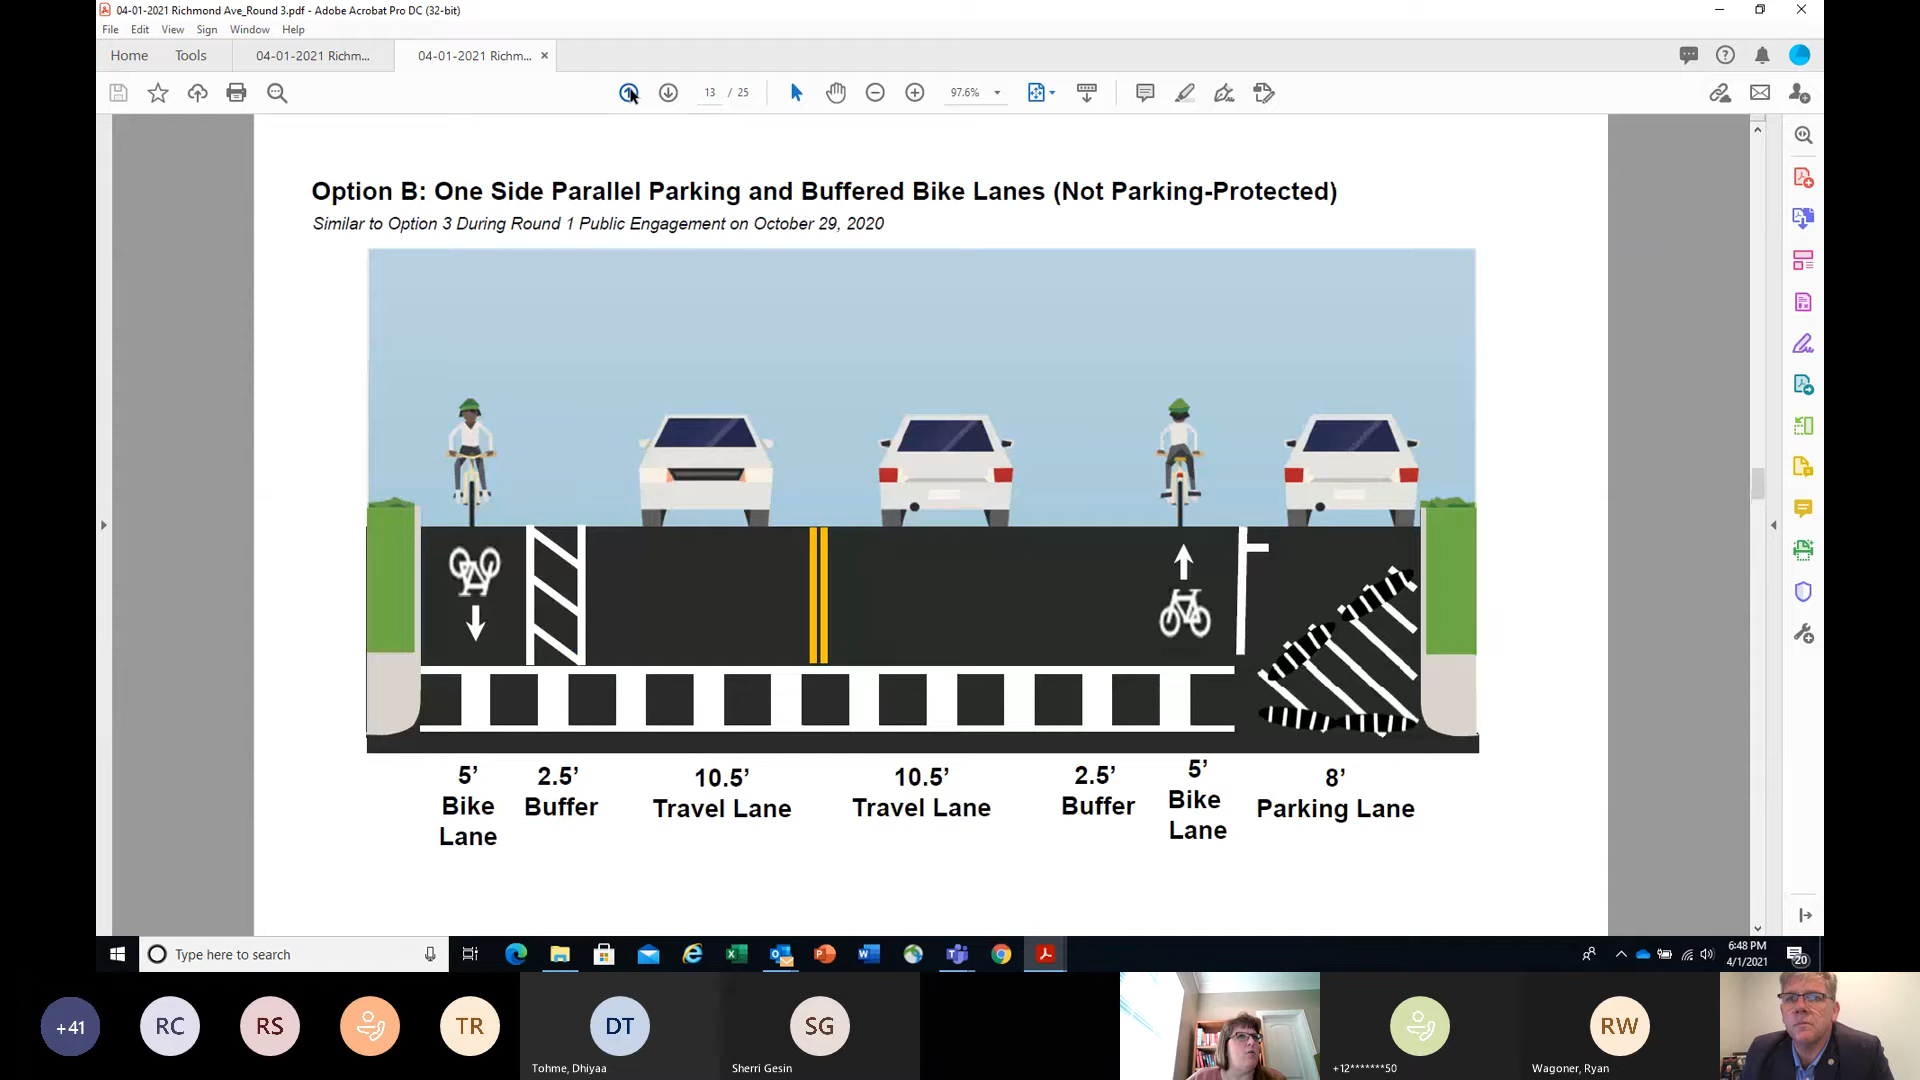 04-01-2021 Richmond Ave_Round 3.pdf - Adobe Acrobat Pro DC (32-bit)
File Edit View Sign Window Help
Home Tools 04-01-2021 Richm... 04-01-2021 Richm... ×
13 / 25 97.6%
Option B: One Side Parallel Parking and Buffered Bike Lanes (Not Parking-Protected)
Similar to Option 3 During Round 1 Public Engagement on October 29, 2020
5’ Bike Lane
2.5’ Buffer
10.5’ Travel Lane
10.5’ Travel Lane
2.5’ Buffer
5’ Bike Lane
8’ Parking Lane
Type here to search
6:48 PM
4/1/2021
20
+41 RC RS TR DT SG RW
Tohme, Dhiyaa Sherri Gesin +12*******50 Wagoner, Ryan